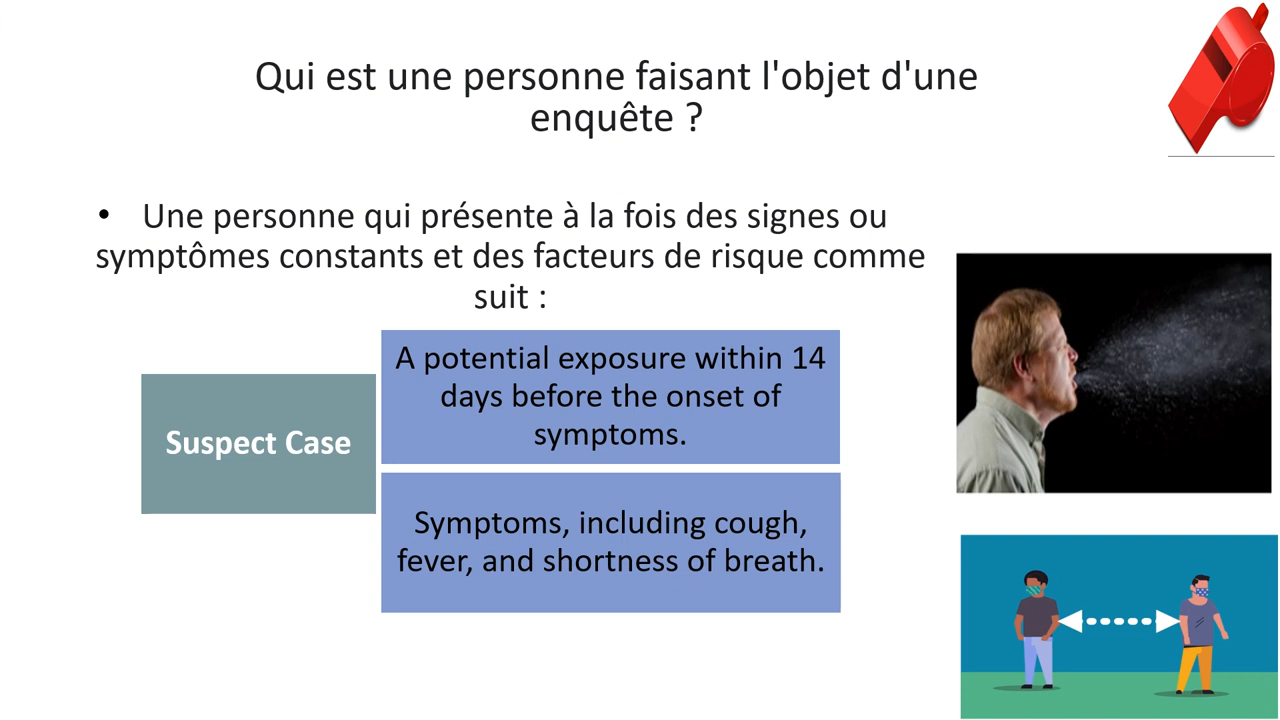 Qui est une personne faisant l'objet d'une
enquête ?
• Une personne qui présente à la fois des signes ou
symptômes constants et des facteurs de risque comme
suit :
Suspect Case
A potential exposure within 14
days before the onset of
symptoms.
Symptoms, including cough,
fever, and shortness of breath.